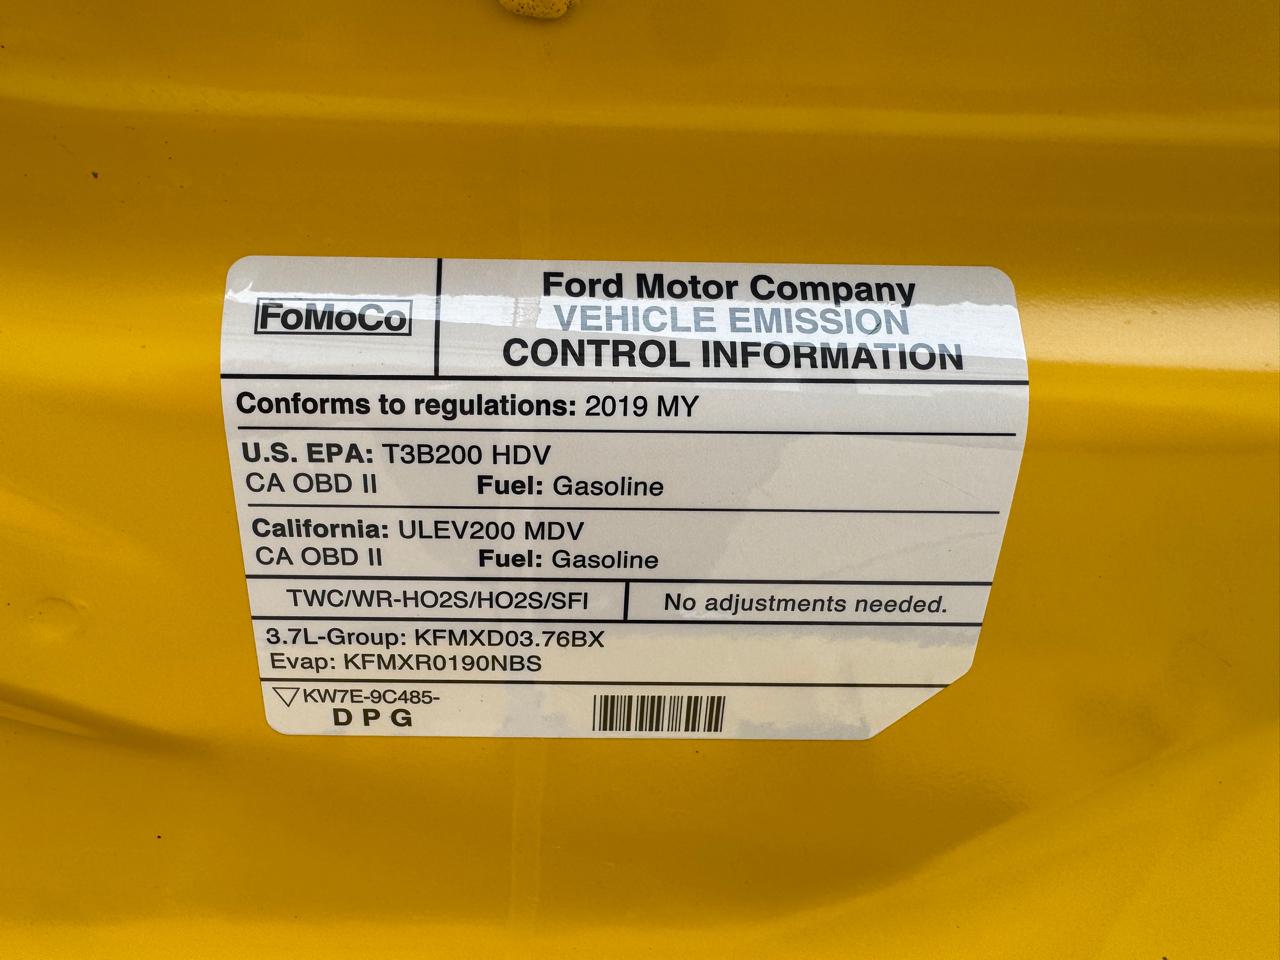 FoMoCo
Ford Motor Company
VEHICLE EMISSION
CONTROL INFORMATION
Conforms to regulations: 2019 MY
U.S. EPA: T3B200 HDV
CA OBD II Fuel: Gasoline
California: ULEV200 MDV
CA OBD II Fuel: Gasoline
TWC/WR-HO2S/HO2S/SFI
No adjustments needed.
3.7L-Group: KFMXD03.76BX
Evap: KFMXR0190NBS
KW7E-9C485-
D P G